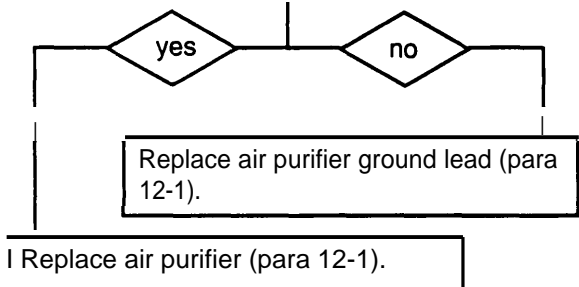 yes
no
Replace air purifier ground lead (para
12-1).
I Replace air purifier (para 12-1).